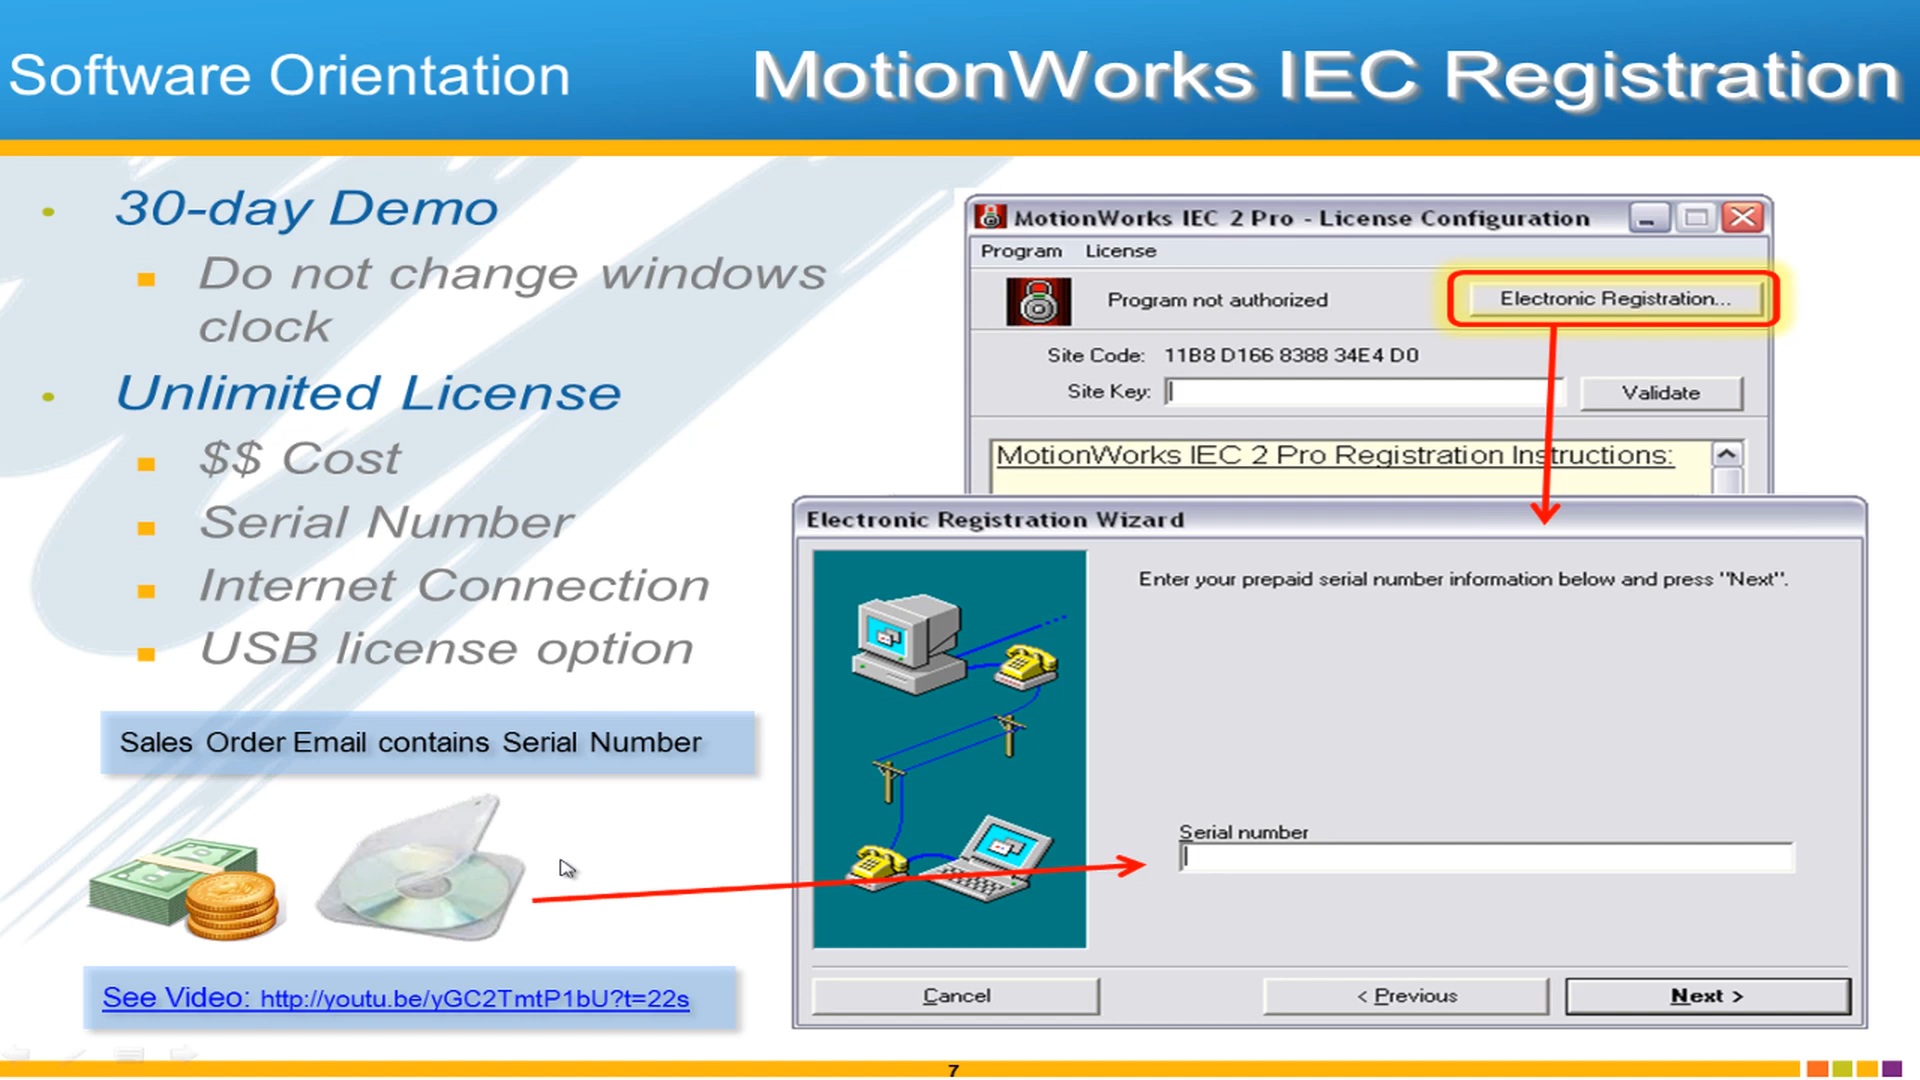 Software Orientation
MotionWorks IEC Registration
30-day Demo
Do not change windows
clock
Unlimited License
$$ Cost
Serial Number
Internet Connection
USB license option
Sales Order Email contains Serial Number
See Video: http://youtu.be/yGC2TmtP1bU?t=22s
MotionWorks IEC 2 Pro - License Configuration
Program License
Program not authorized
Electronic Registration...
Site Code: 11B8 D166 8388 34E4 D0
Site Key:
Validate
MotionWorks IEC 2 Pro Registration Instructions:
Electronic Registration Wizard
Enter your prepaid serial number information below and press "Next".
Serial number
Cancel
< Previous
Next >
7